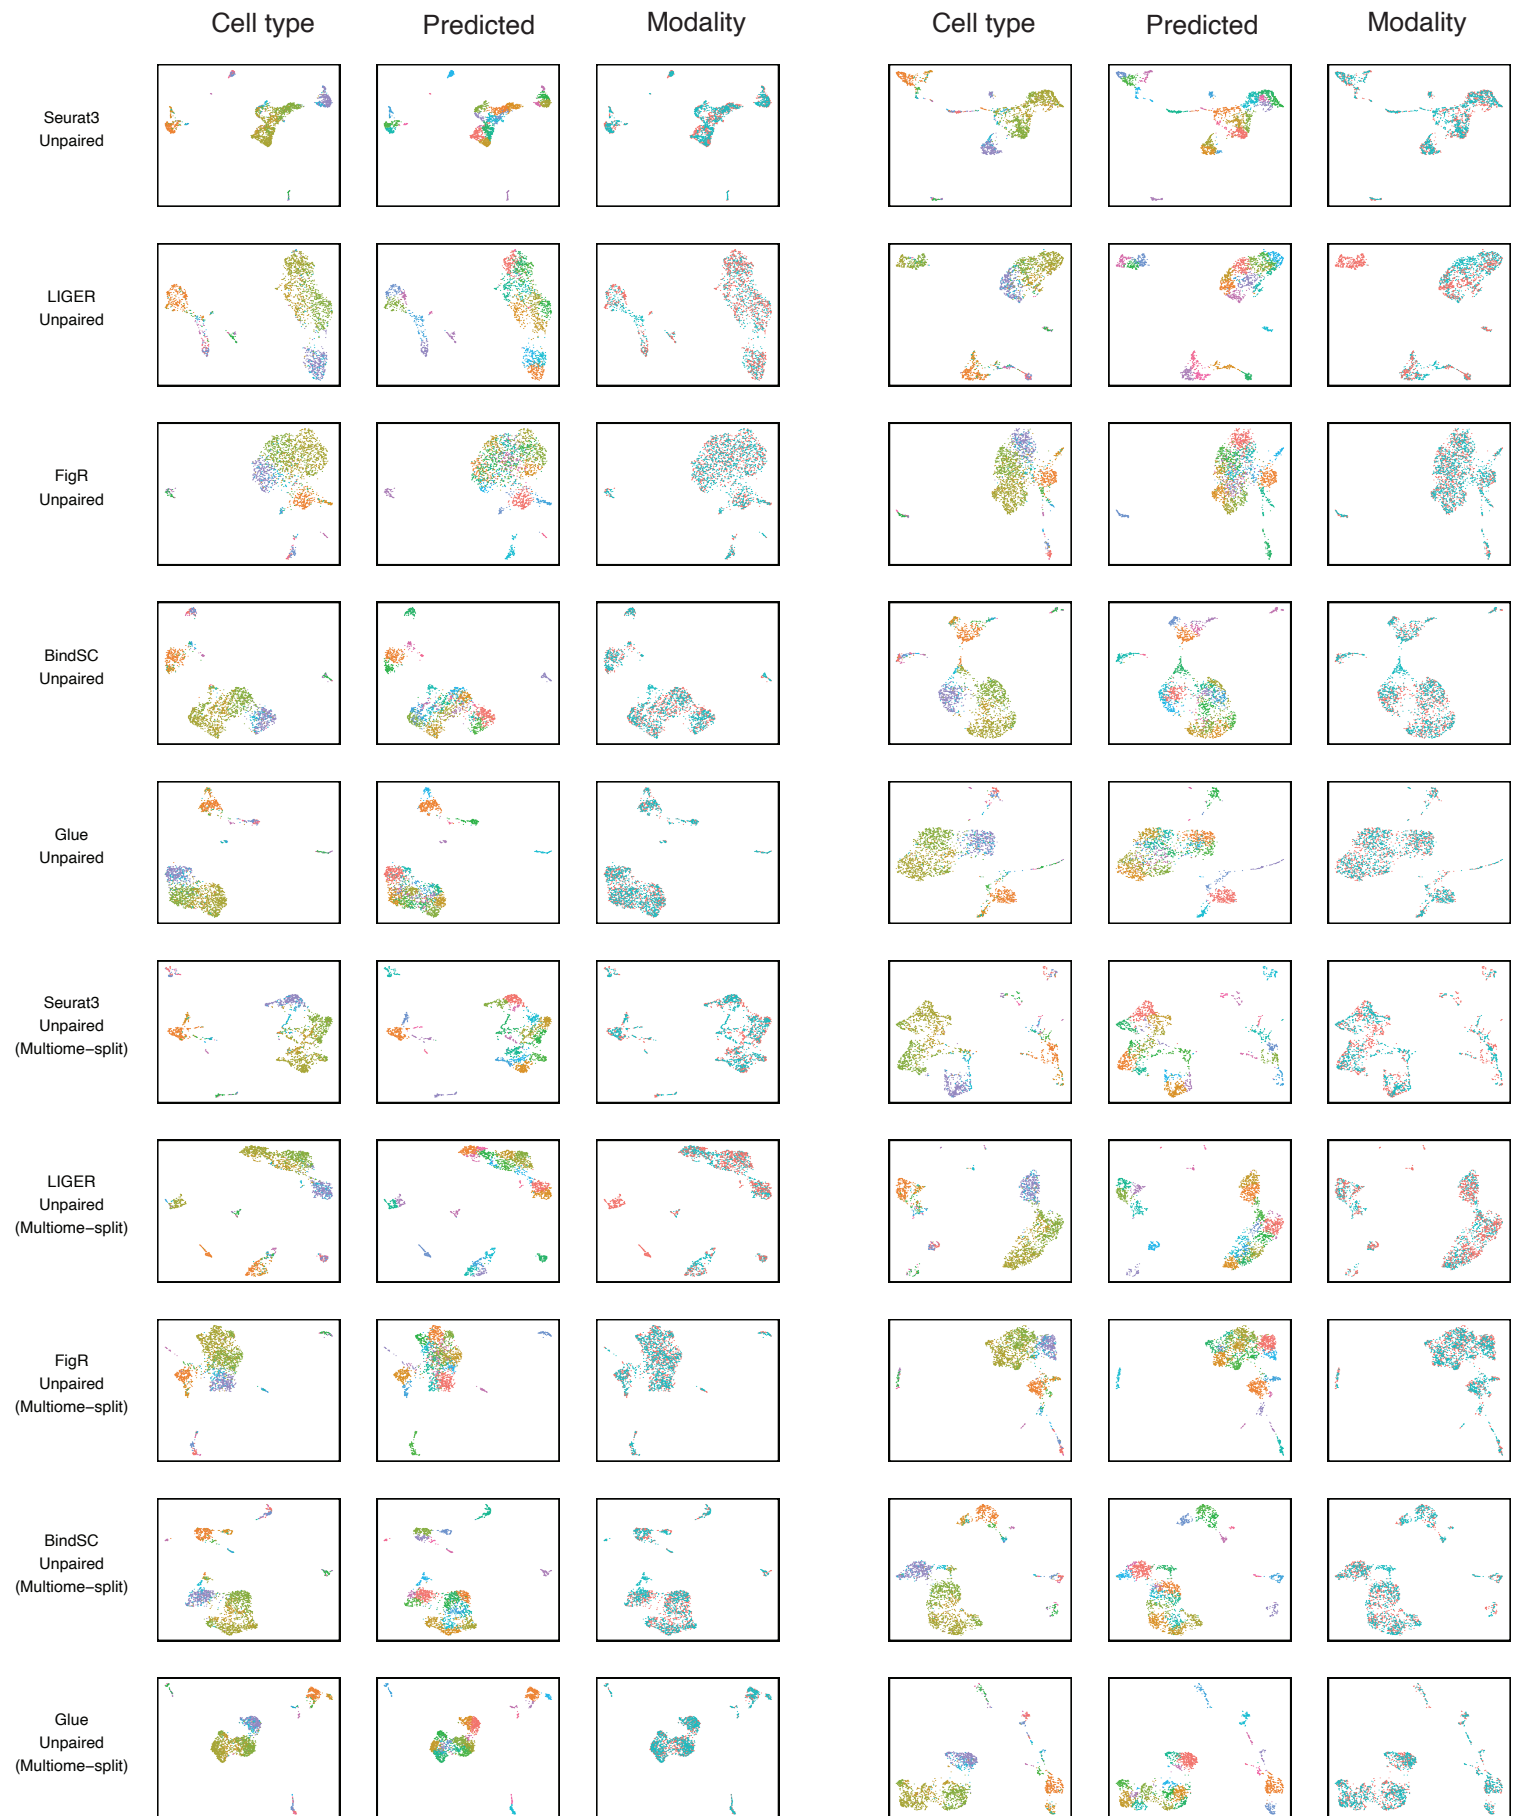 Cell type Predicted Modality Cell type Predicted Modality
Seurat3
Unpaired
LIGER
Unpaired
FigR
Unpaired
BindSC
Unpaired
Glue
Unpaired
Seurat3
Unpaired
(Multiome−split)
LIGER
Unpaired
(Multiome−split)
FigR
Unpaired
(Multiome−split)
BindSC
Unpaired
(Multiome−split)
Glue
Unpaired
(Multiome−split)